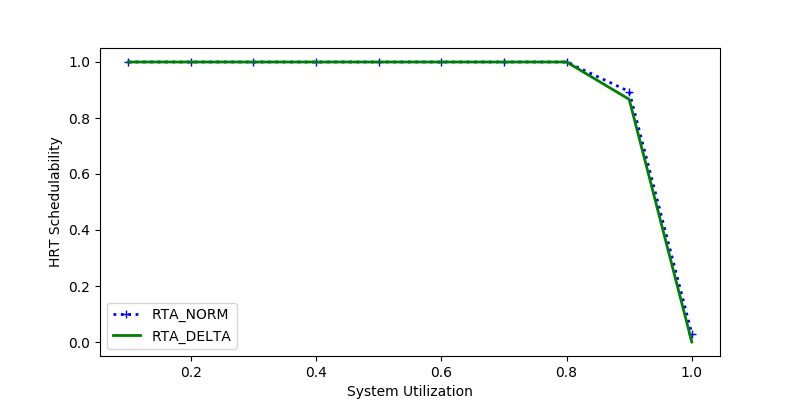 1.0
0.8
0.6
0.4
0.2
0.0
HRT Schedulability
RTA_NORM
RTA_DELTA
0.2 0.4 0.6 0.8 1.0
System Utilization